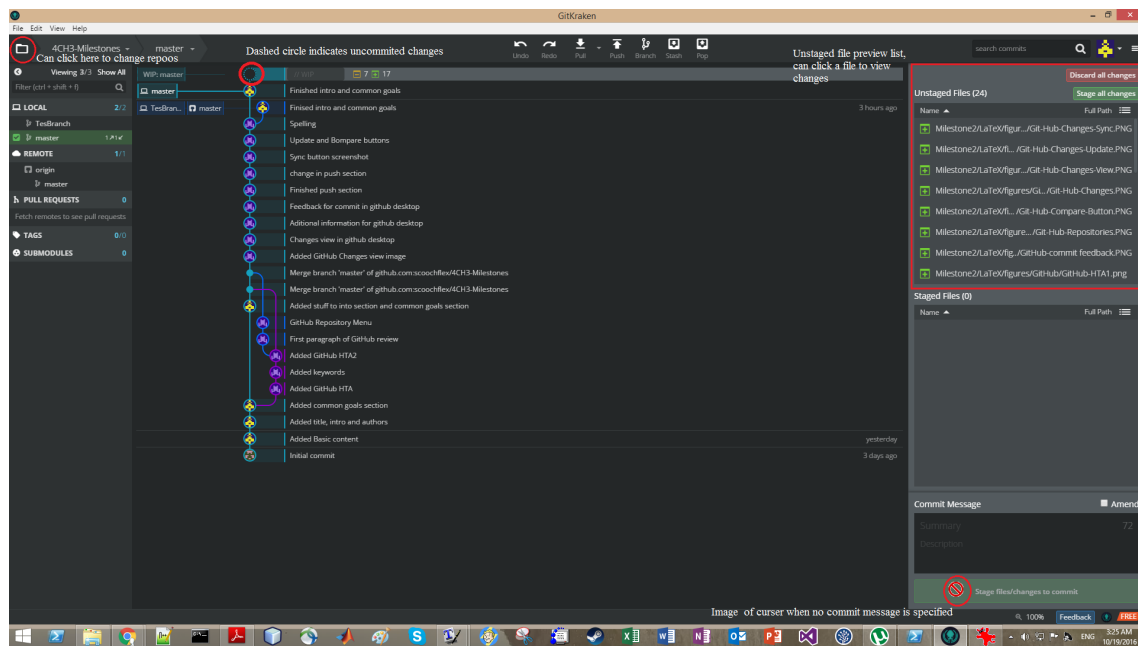 GitKraken
File Edit View Help
4CH3-Milestones
master
Can click here to change repoos
Dashed circle indicates uncommited changes
Undo
Redo
Pull
Push
Branch
Stash
Pop
Unstaged file preview list,
can click a file to view
changes
search commits
Viewing 3/3 Show All
Filter (ctrl + shift + f)
LOCAL 2/2
TesBranch
master 1
REMOTE 1/1
origin
master
PULL REQUESTS 0
Fetch remotes to see pull requests
TAGS 0/0
SUBMODULES 0
WIP: master
// WIP 7 17
master
Finished intro and common goals
TesBran... master
Finised intro and common goals 3 hours ago
Spelling
Update and Bompare buttons
Sync button screenshot
change in push section
Finished push section
Feedback for commit in github desktop
Aditional information for github desktop
Changes view in github desktop
Added GitHub Changes view image
Merge branch 'master' of github.com:scoochflex/4CH3-Milestones
Merge branch 'master' of github.com:scoochflex/4CH3-Milestones
Added stuff to into section and common goals section
GitHub Repository Menu
First paragraph of GitHub review
Added GitHub HTA2
Added keywords
Added GitHub HTA
Added common goals section
Added title, intro and authors
Added Basic content yesterday
Initial commit 3 days ago
Discard all changes
Unstaged Files (24) Stage all changes
Name Full Path
Milestone2/LaTeX/figur.../Git-Hub-Changes-Sync.PNG
Milestone2/LaTeX/fi... /Git-Hub-Changes-Update.PNG
Milestone2/LaTeX/figur.../Git-Hub-Changes-View.PNG
Milestone2/LaTeX/figures/Gi.../Git-Hub-Changes.PNG
Milestone2/LaTeX/fi... /Git-Hub-Compare-Button.PNG
Milestone2/LaTeX/figure... /Git-Hub-Repositories.PNG
Milestone2/LaTeX/fig../GitHub-commit feedback.PNG
Milestone2/LaTeX/figures/GitHub/GitHub-HTA1.png
Staged Files (0)
Name Full Path
Commit Message Amend
Summary 72
Description
Stage files/changes to commit
Image of curser when no commit message is specified
100% Feedback FREE
ENG
3:25 AM
10/19/2016